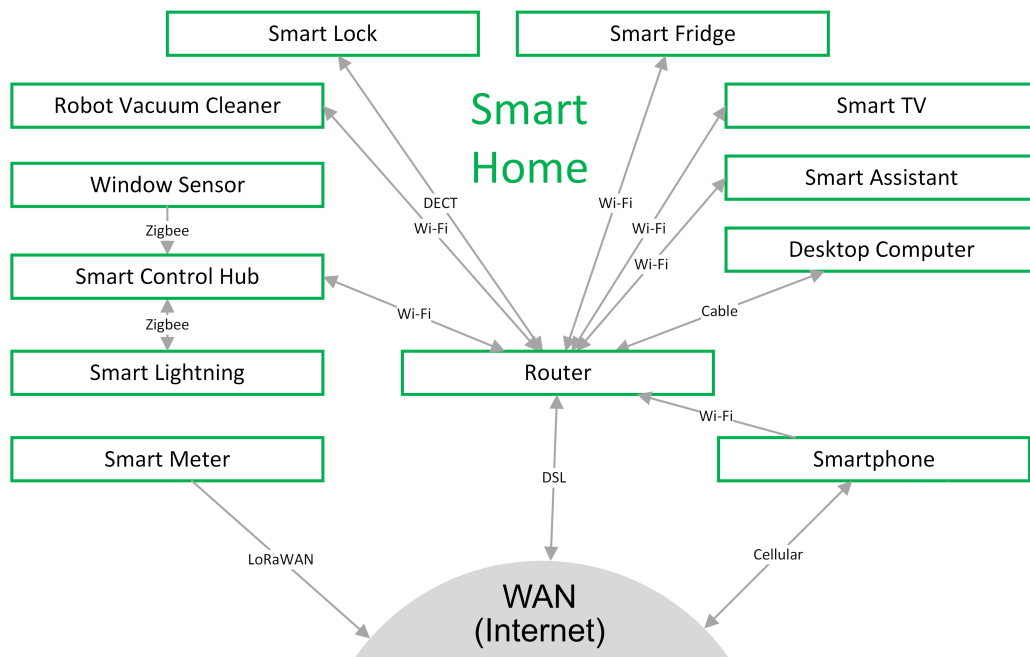 Smart Lock
Smart Fridge
Robot Vacuum Cleaner
Smart
Home
Smart TV
Window Sensor
Smart Assistant
DECT
Wi-Fi
Wi-Fi
Wi-Fi
Zigbee
Desktop Computer
Wi-Fi
Smart Control Hub
Wi-Fi
Cable
Zigbee
Smart Lightning
Router
Wi-Fi
Smart Meter
Smartphone
DSL
LoRaWAN
Cellular
WAN
(Internet)